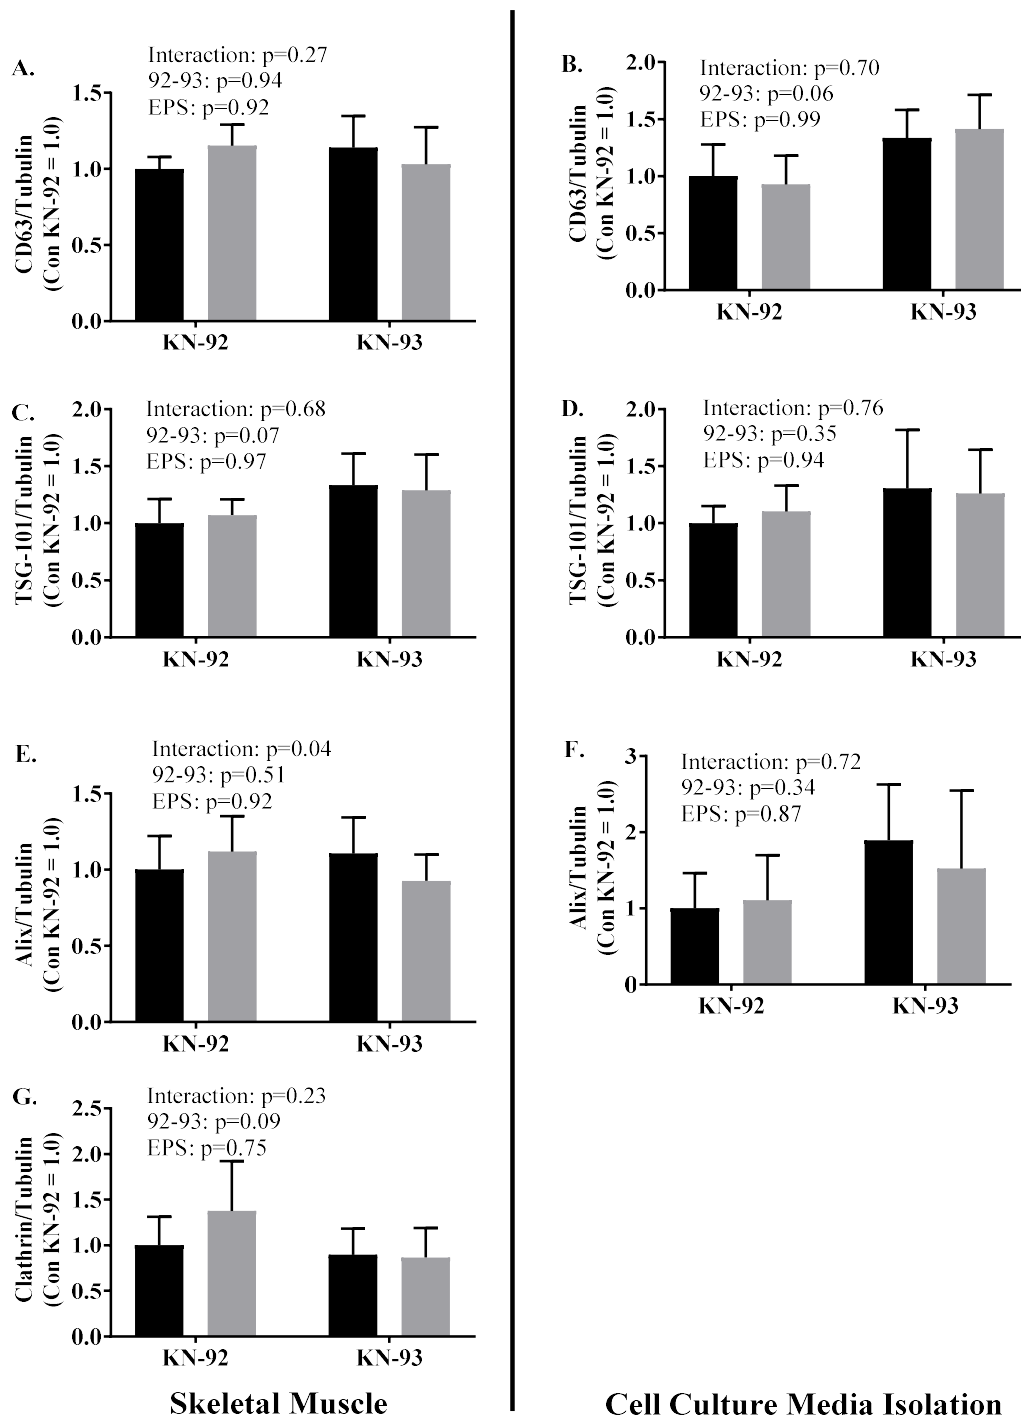 A.
Interaction: p=0.27
92-93: p=0.94
EPS: p=0.92
CD63/Tubulin
(Con KN-92 = 1.0)
1.5
1.0
0.5
0.0
KN-92
KN-93
B.
Interaction: p=0.70
92-93: p=0.06
EPS: p=0.99
CD63/Tubulin
(Con KN-92 = 1.0)
2.0
1.5
1.0
0.5
0.0
KN-92
KN-93
C.
Interaction: p=0.68
92-93: p=0.07
EPS: p=0.97
TSG-101/Tubulin
(Con KN-92 = 1.0)
2.0
1.5
1.0
0.5
0.0
KN-92
KN-93
D.
Interaction: p=0.76
92-93: p=0.35
EPS: p=0.94
TSG-101/Tubulin
(Con KN-92 = 1.0)
2.0
1.5
1.0
0.5
0.0
KN-92
KN-93
E.
Interaction: p=0.04
92-93: p=0.51
EPS: p=0.92
Alix/Tubulin
(Con KN-92 = 1.0)
1.5
1.0
0.5
0.0
KN-92
KN-93
F.
Interaction: p=0.72
92-93: p=0.34
EPS: p=0.87
Alix/Tubulin
(Con KN-92 = 1.0)
3
2
1
0
KN-92
KN-93
G.
Interaction: p=0.23
92-93: p=0.09
EPS: p=0.75
Clathrin/Tubulin
(Con KN-92 = 1.0)
2.5
2.0
1.5
1.0
0.5
0.0
KN-92
KN-93
Skeletal Muscle
Cell Culture Media Isolation